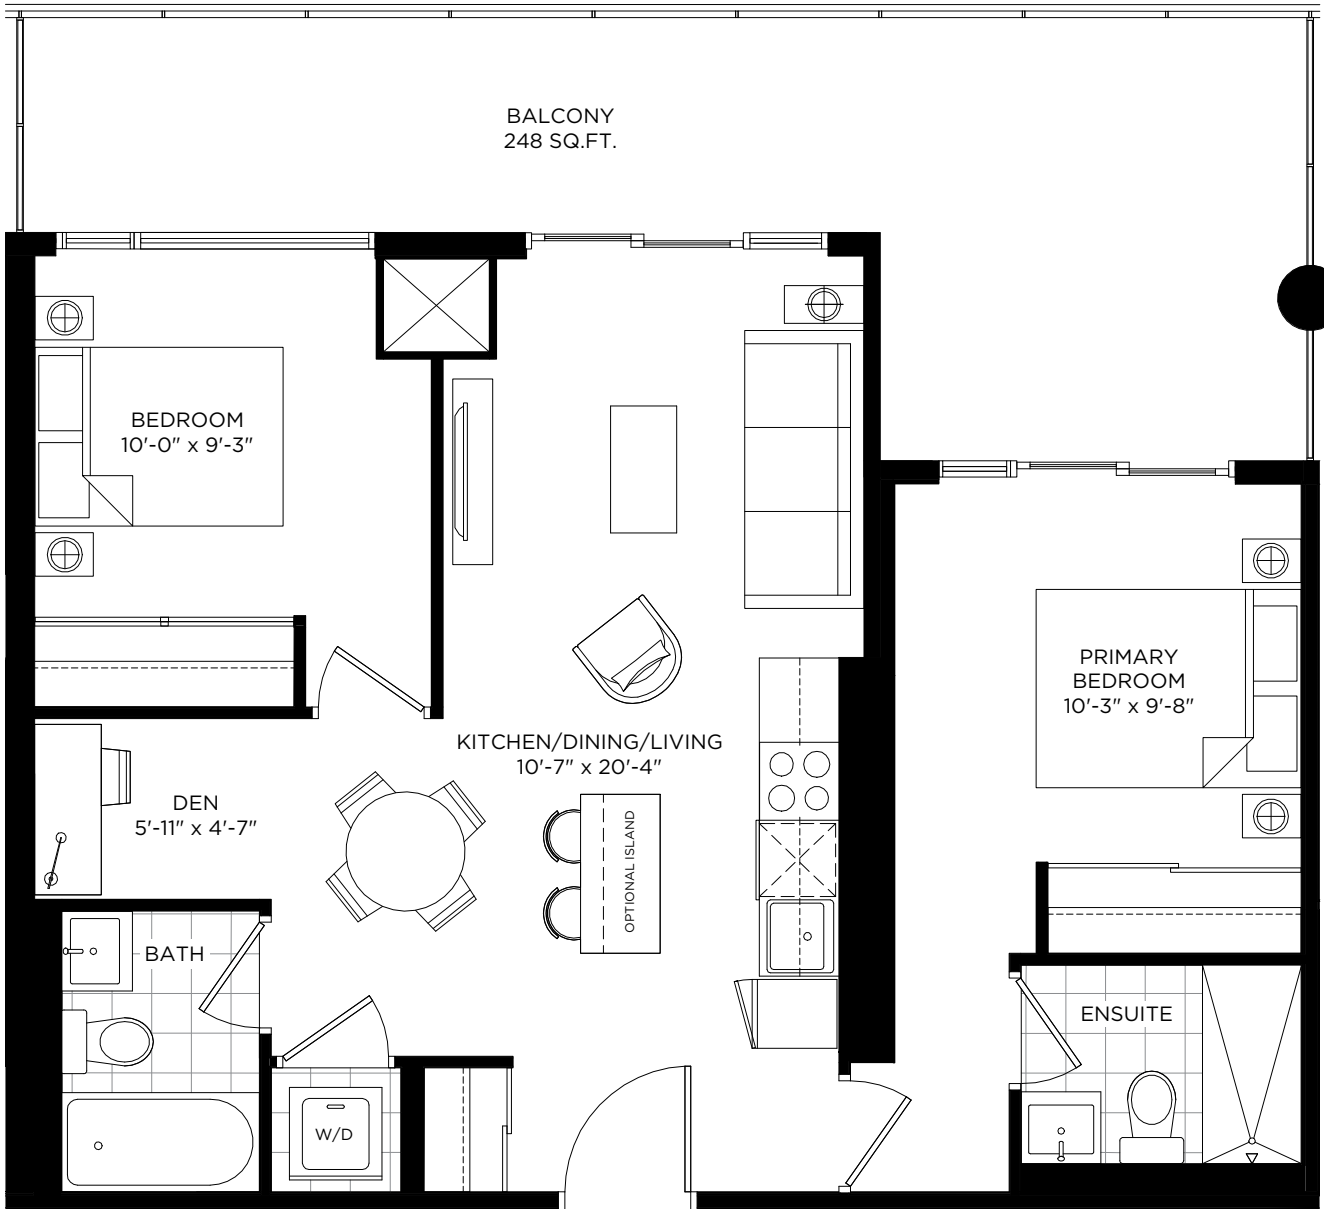 BALCONY
248 SQ.FT.
BEDROOM
10'-0" x 9'-3"
PRIMARY
BEDROOM
10'-3" x 9'-8"
KITCHEN/DINING/LIVING
10'-7" x 20'-4"
DEN
5'-11" x 4'-7"
OPTIONAL ISLAND
BATH
ENSUITE
W/D